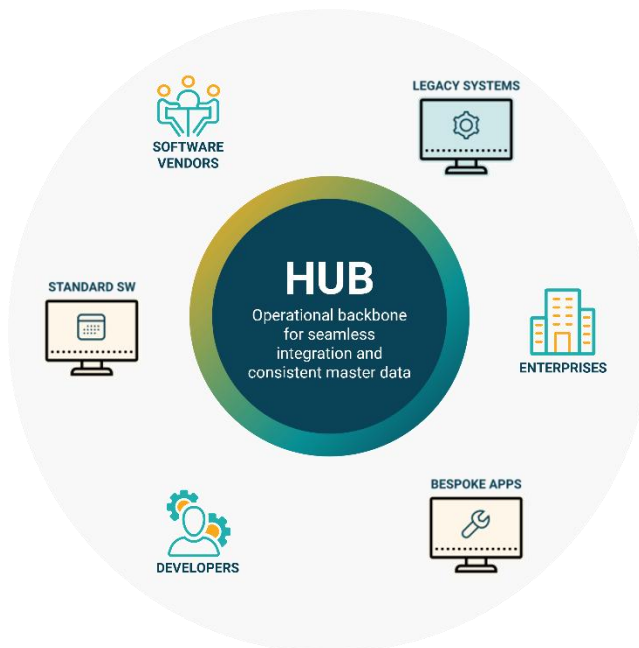 LEGACY SYSTEMS
SOFTWARE
VENDORS
HUB
Operational backbone
for seamless
integration and
consistent master data
STANDARD SW
ENTERPRISES
BESPOKE APPS
DEVELOPERS